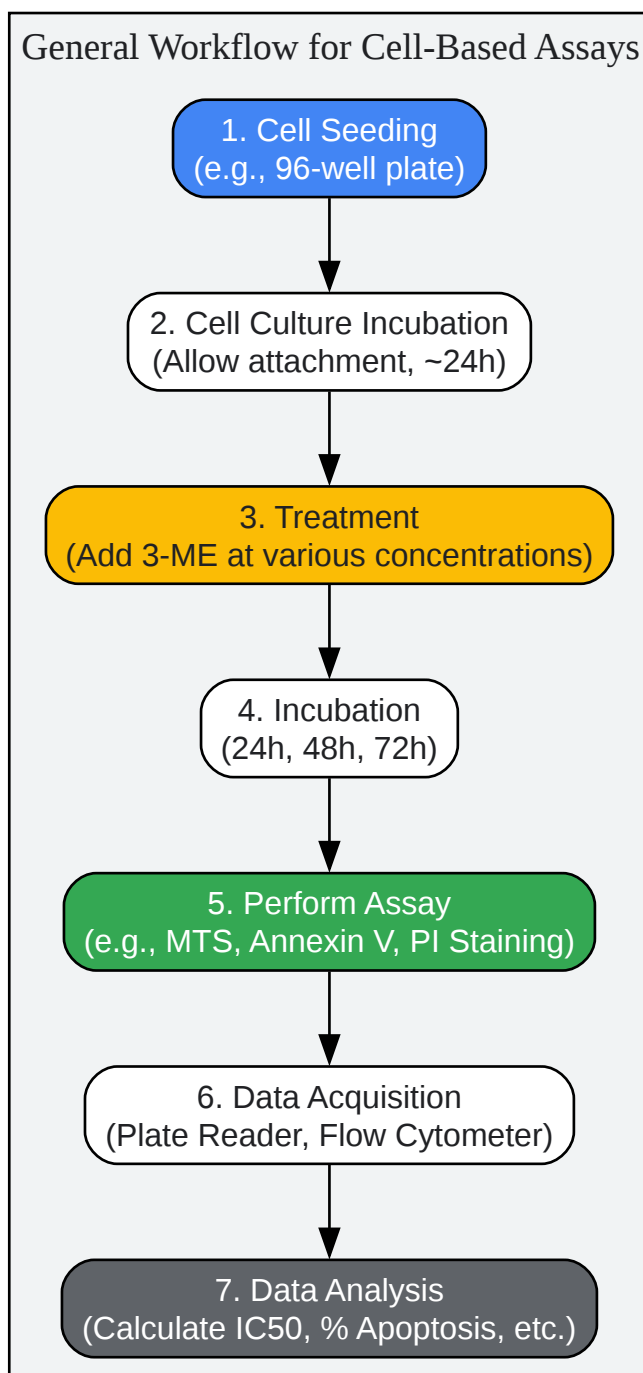 General Workflow for Cell-Based Assays
1. Cell Seeding
(e.g., 96-well plate)
2. Cell Culture Incubation
(Allow attachment, ~24h)
3. Treatment
(Add 3-ME at various concentrations)
4. Incubation
(24h, 48h, 72h)
5. Perform Assay
(e.g., MTS, Annexin V, PI Staining)
6. Data Acquisition
(Plate Reader, Flow Cytometer)
7. Data Analysis
(Calculate IC50, % Apoptosis, etc.)